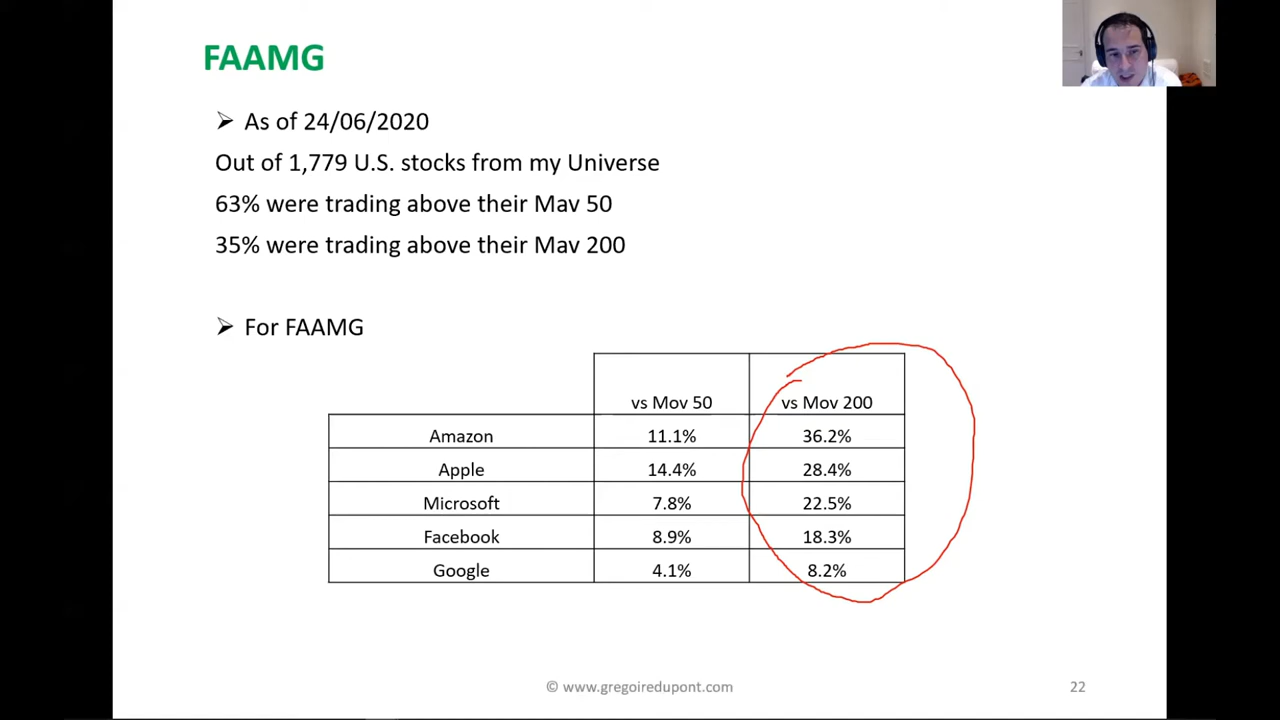 FAAMG
As of 24/06/2020
Out of 1,779 U.S. stocks from my Universe
63% were trading above their Mav 50
35% were trading above their Mav 200
For FAAMG
vs Mov 50 vs Mov 200
Amazon 11.1% 36.2%
Apple 14.4% 28.4%
Microsoft 7.8% 22.5%
Facebook 8.9% 18.3%
Google 4.1% 8.2%
© www.gregoiredupont.com 22